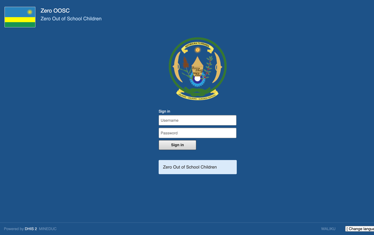 Zero OOSC
Zero Out of School Children
Sign in
Username
Password
Sign in
Zero Out of School Children
Powered by DHIS 2
Change langu